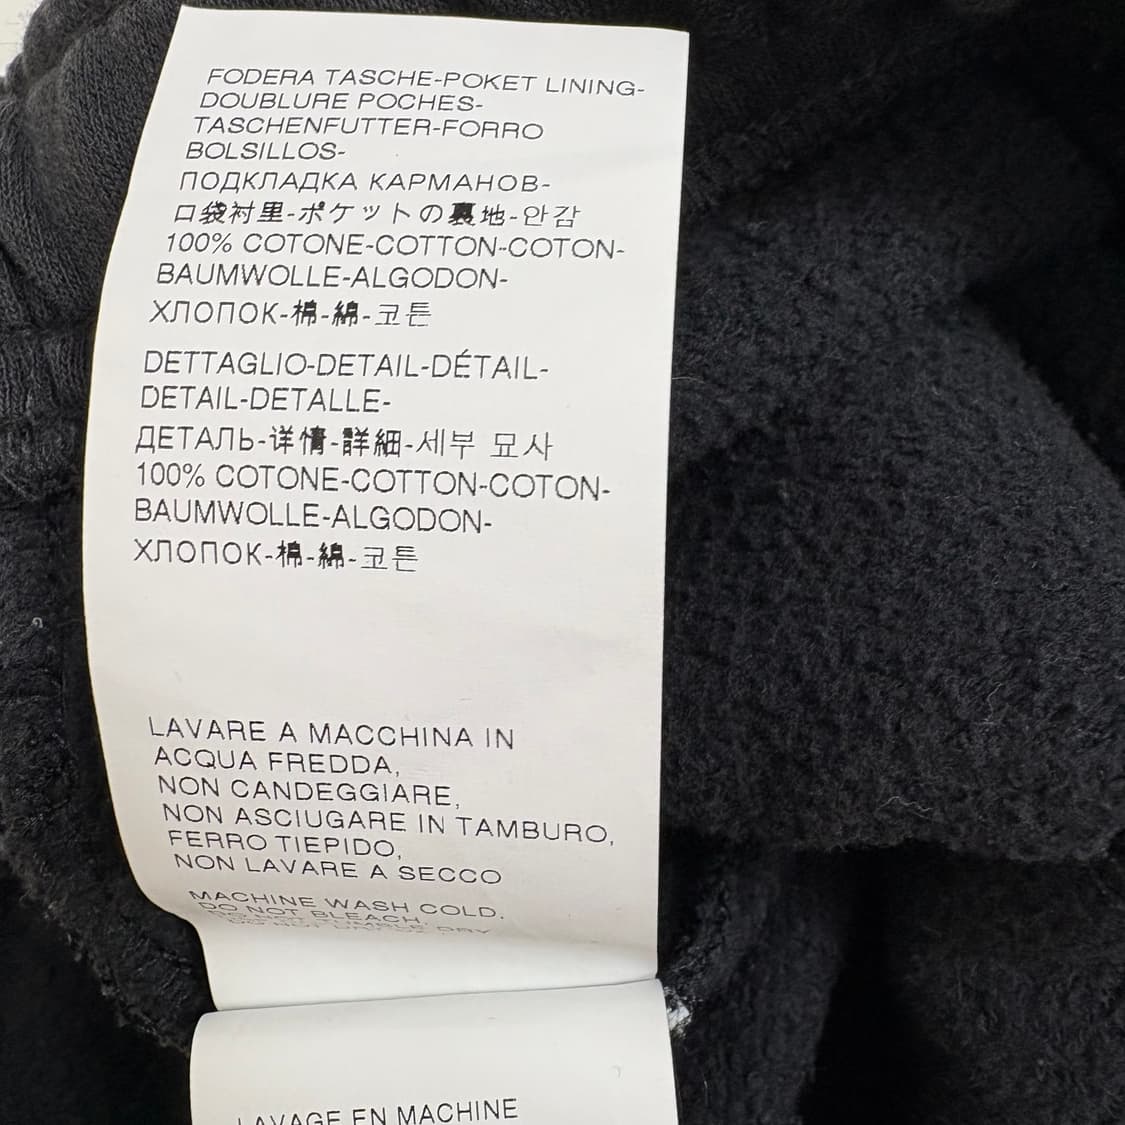 FODERA TASCHE-POKET LINING-
DOUBLURE POCHES-
TASCHENFUTTER-FORRO
BOLSILLOS-
ПОДКЛАДКА КАРМАНОВ-
口袋衬里-ポケットの裏地-안감
100% COTONE-COTTON-COTON-
BAUMWOLLE-ALGODON-
ХЛОПОК-棉-綿-코튼
DETTAGLIO-DETAIL-DÉTAIL-
DETAIL-DETALLE-
ДЕТАЛЬ-详情-詳細-세부 묘사
100% COTONE-COTTON-COTON-
BAUMWOLLE-ALGODON-
ХЛОПОК-棉-綿-코튼
LAVARE A MACCHINA IN
ACQUA FREDDA,
NON CANDEGGIARE,
NON ASCIUGARE IN TAMBURO,
FERRO TIEPIDO,
NON LAVARE A SECCO
MACHINE WASH COLD.
DO NOT BLEACH.
DO NOT TUMBLE DRY
LAVAGE EN MACHINE